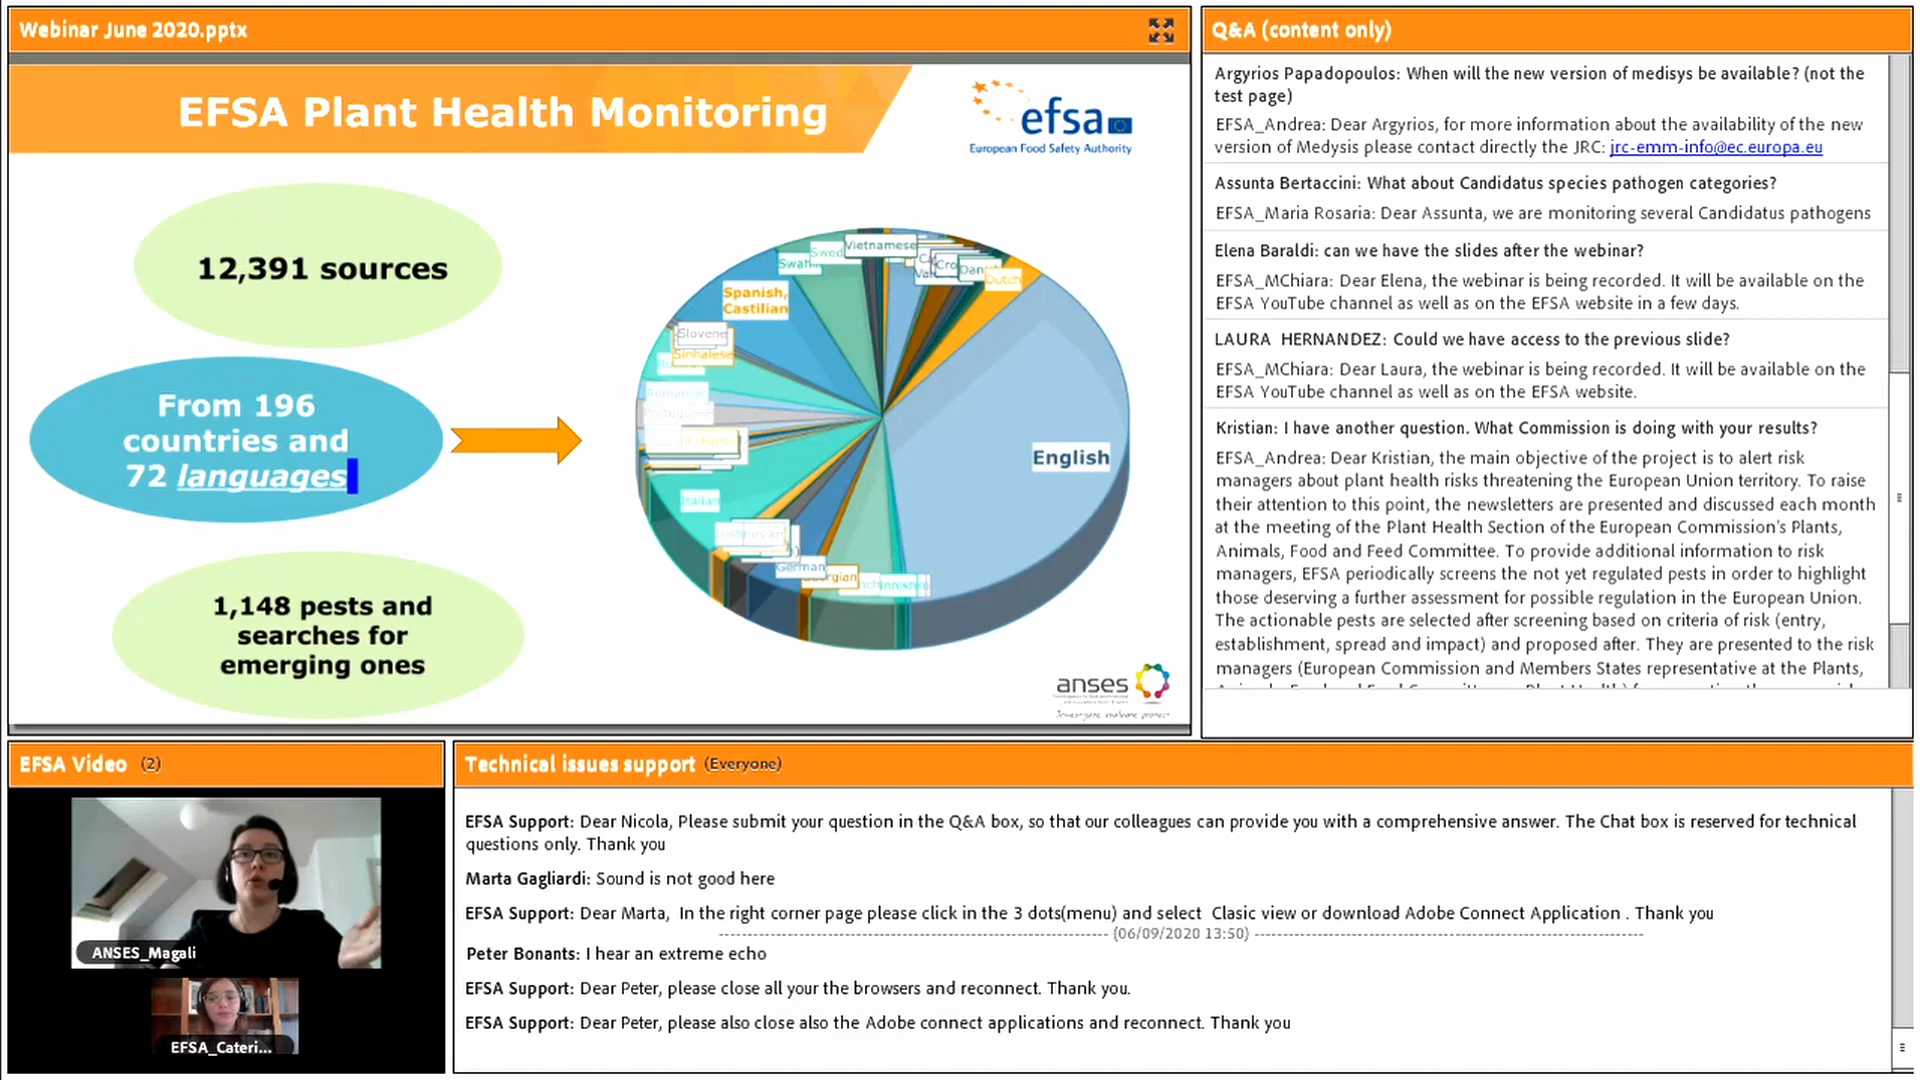 Webinar June 2020.pptx
EFSA Plant Health Monitoring
efsa
European Food Safety Authority
12,391 sources
From 196
countries and
72 languages
1,148 pests and
searches for
emerging ones
Vietnamese
Swed
Swah
Cro
Dan
Dutch
Spanish,
Castilian
Slovene
Sinhalese
Romanian
Portuguese
English
Italian
German
anses
Q&A (content only)
Argyrios Papadopoulos: When will the new version of medisys be available? (not the
test page)
EFSA_Andrea: Dear Argyrios, for more information about the availability of the new
version of Medysis please contact directly the JRC: jrc-emm-info@ec.europa.eu
Assunta Bertaccini: What about Candidatus species pathogen categories?
EFSA_Maria Rosaria: Dear Assunta, we are monitoring several Candidatus pathogens
Elena Baraldi: can we have the slides after the webinar?
EFSA_MChiara: Dear Elena, the webinar is being recorded. It will be available on the
EFSA YouTube channel as well as on the EFSA website in a few days.
LAURA HERNANDEZ: Could we have access to the previous slide?
EFSA_MChiara: Dear Laura, the webinar is being recorded. It will be available on the
EFSA YouTube channel as well as on the EFSA website.
Kristian: I have another question. What Commission is doing with your results?
EFSA_Andrea: Dear Kristian, the main objective of the project is to alert risk
managers about plant health risks threatening the European Union territory. To raise
their attention to this point, the newsletters are presented and discussed each month
at the meeting of the Plant Health Section of the European Commission's Plants,
Animals, Food and Feed Committee. To provide additional information to risk
managers, EFSA periodically screens the not yet regulated pests in order to highlight
those deserving a further assessment for possible regulation in the European Union.
The actionable pests are selected after screening based on criteria of risk (entry,
establishment, spread and impact) and proposed after. They are presented to the risk
managers (European Commission and Members States representative at the Plants,
EFSA Video (2)
ANSES_Magali
EFSA_Cateri...
Technical issues support (Everyone)
EFSA Support: Dear Nicola, Please submit your question in the Q&A box, so that our colleagues can provide you with a comprehensive answer. The Chat box is reserved for technical
questions only. Thank you
Marta Gagliardi: Sound is not good here
EFSA Support: Dear Marta, In the right corner page please click in the 3 dots(menu) and select Clasic view or download Adobe Connect Application . Thank you
(06/09/2020 13:50)
Peter Bonants: I hear an extreme echo
EFSA Support: Dear Peter, please close all your the browsers and reconnect. Thank you.
EFSA Support: Dear Peter, please also close also the Adobe connect applications and reconnect. Thank you